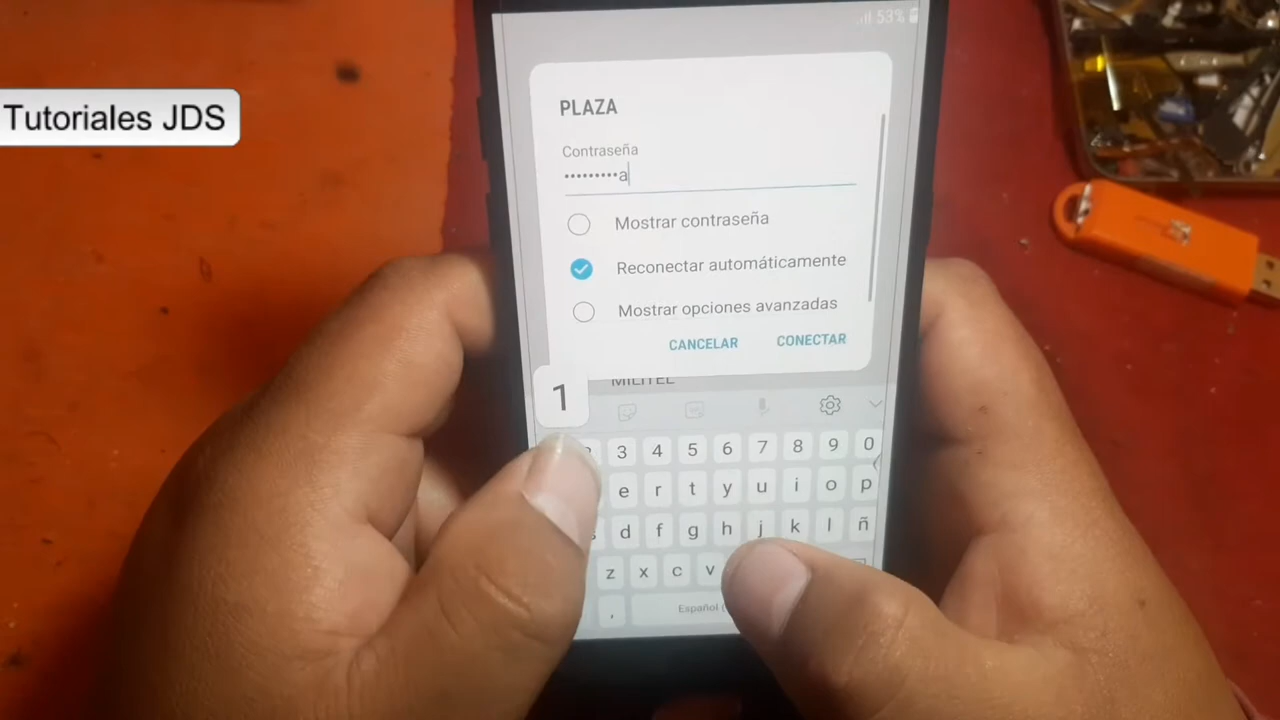 53%
Tutoriales JDS
PLAZA
Contraseña
•••••••••a
Mostrar contraseña
Reconectar automáticamente
Mostrar opciones avanzadas
CANCELAR CONECTAR
MILITEL
1
3 4 5 6 7 8 9 0
e r t y u i o p
d f g h j k l ñ
z x c v
, Español (